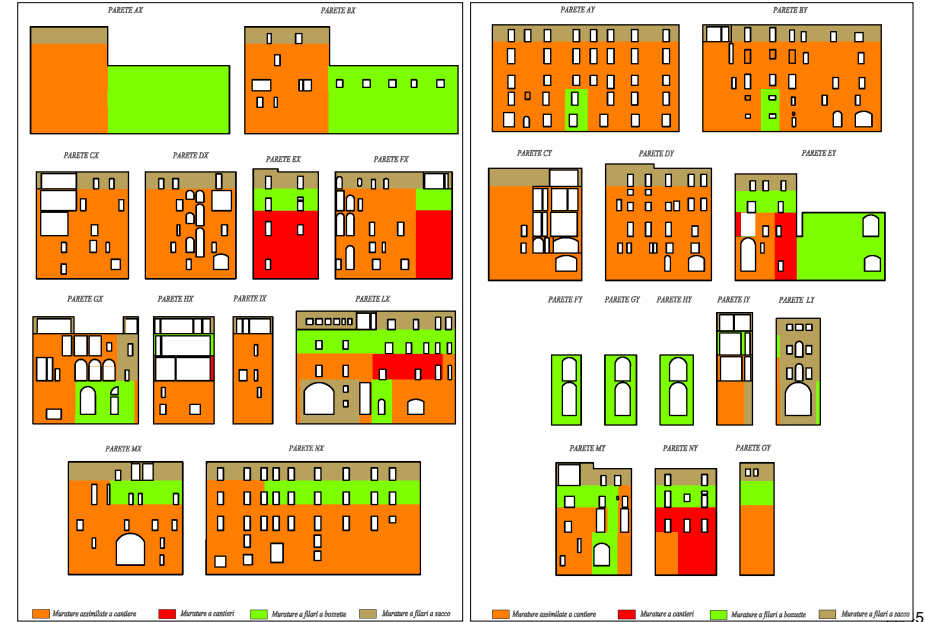 PARETE AX PARETE BX
PARETE CX PARETE DX PARETE EX PARETE FX
PARETE GX PARETE HX PARETE IX PARETE LX
PARETE MX PARETE NX
Murature assimilate a cantiere Murature a cantieri Murature a filari a bozzette Murature a filari a sacco
PARETE AY PARETE BY
PARETE CY PARETE DY PARETE EY
PARETE FY PARETE GY PARETE HY PARETE IY PARETE LY
PARETE MY PARETE NY PARETE OY
Murature assimilate a cantiere Murature a cantieri Murature a filari a bozzette Murature a filari a sacco